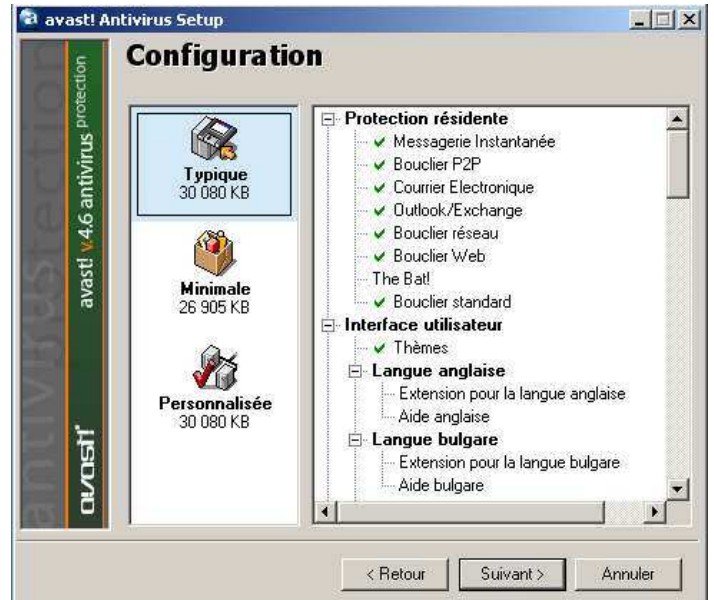 avast! Antivirus Setup
Configuration
avast! v.4.6 antivirus protection
avast!
antivirus protection
Typique
30 080 KB
Minimale
26 905 KB
Personnalisée
30 080 KB
Protection résidente
Messagerie Instantanée
Bouclier P2P
Courrier Electronique
Outlook/Exchange
Bouclier réseau
Bouclier Web
The Bat!
Bouclier standard
Interface utilisateur
Thèmes
Langue anglaise
Extension pour la langue anglaise
Aide anglaise
Langue bulgare
Extension pour la langue bulgare
Aide bulgare
< Retour
Suivant >
Annuler